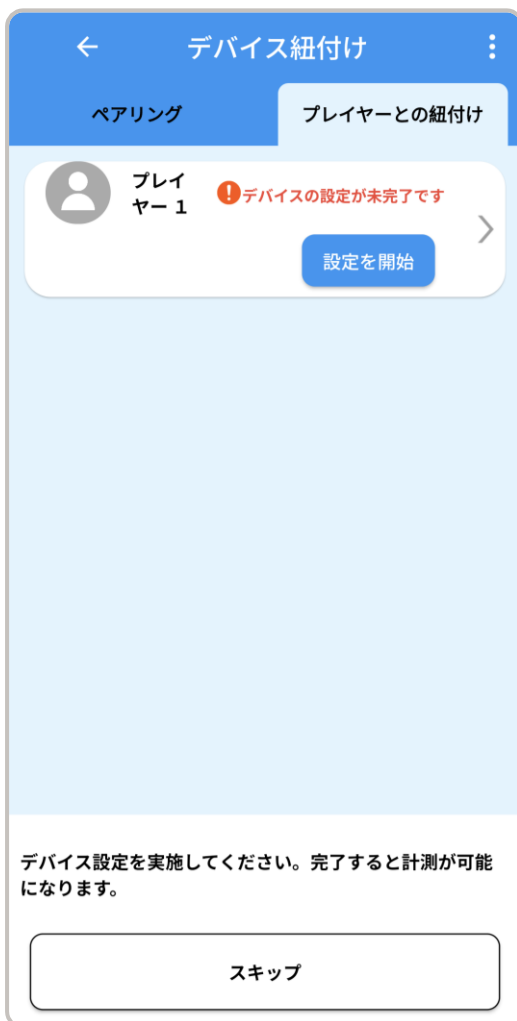 デバイス紐付け
ペアリング
プレイヤーとの紐付け
プレイ
ヤー 1
デバイスの設定が未完了です
設定を開始
デバイス設定を実施してください。完了すると計測が可能
になります。
スキップ